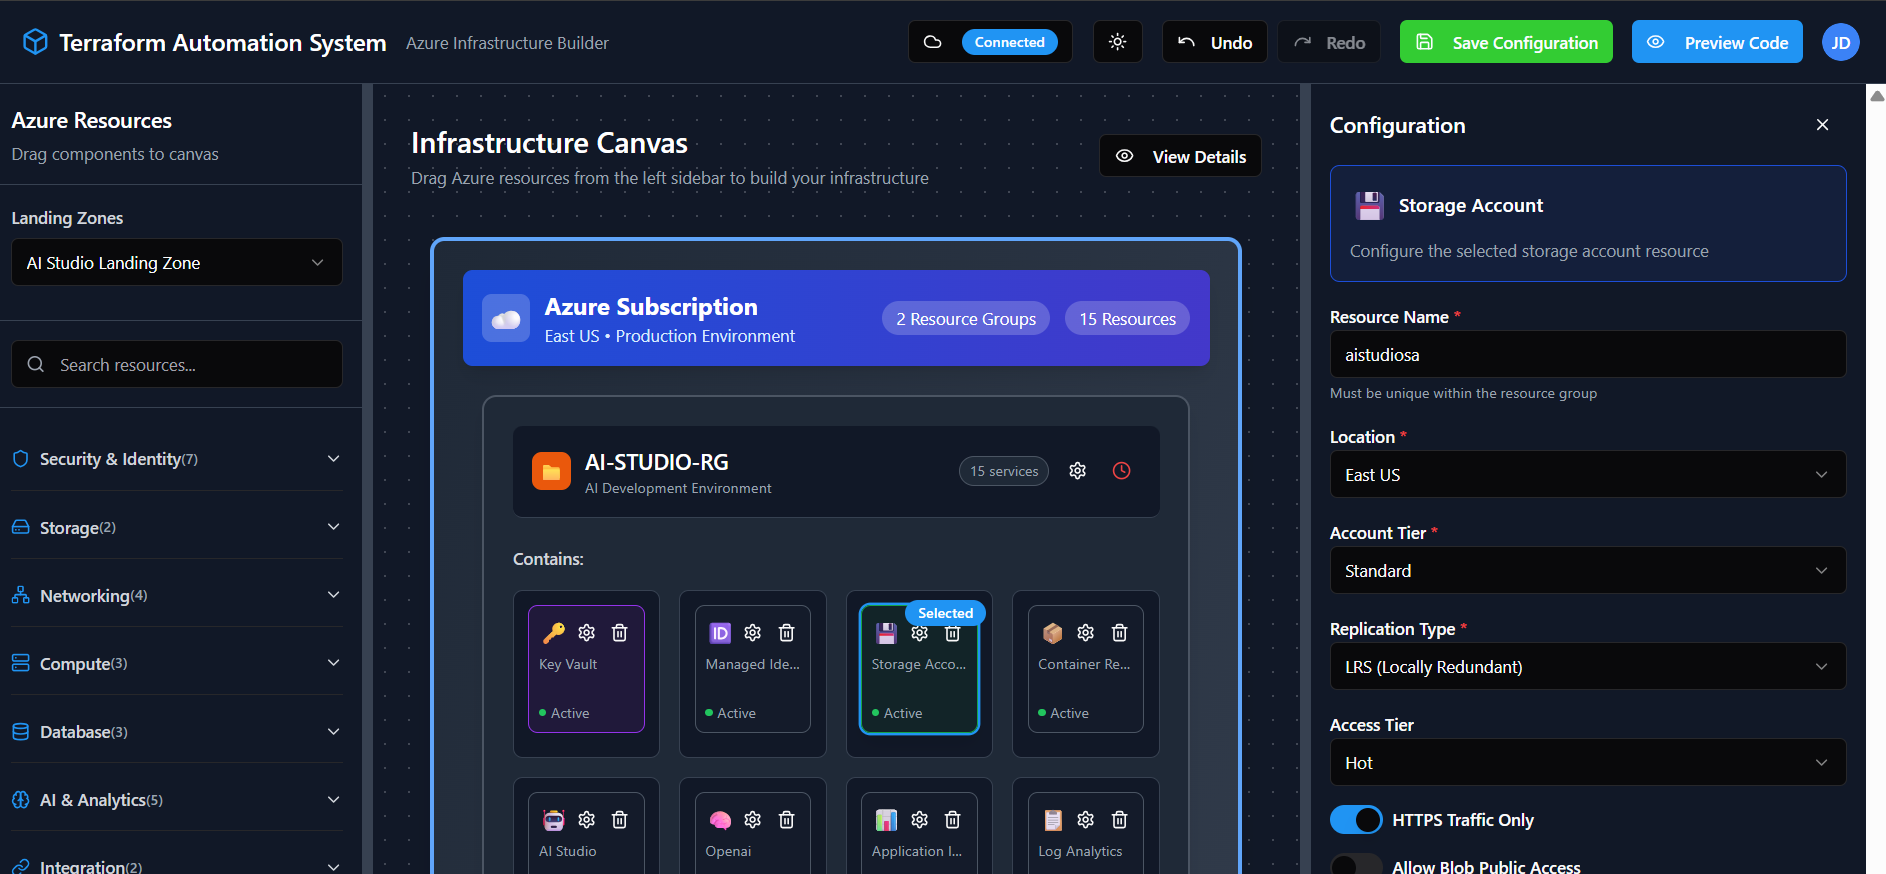 Terraform Automation System
Azure Infrastructure Builder
Connected
Undo
Redo
Save Configuration
Preview Code
JD
Azure Resources
Drag components to canvas
Landing Zones
AI Studio Landing Zone
Search resources...
Security & Identity(7)
Storage(2)
Networking(4)
Compute(3)
Database(3)
AI & Analytics(5)
Integration(2)
Infrastructure Canvas
Drag Azure resources from the left sidebar to build your infrastructure
View Details
Azure Subscription
East US • Production Environment
2 Resource Groups
15 Resources
AI-STUDIO-RG
AI Development Environment
15 services
Contains:
Key Vault
Active
ID
Managed Ide...
Active
Selected
Storage Acco...
Active
Container Re...
Active
AI Studio
Openai
Application I...
Log Analytics
Configuration
Storage Account
Configure the selected storage account resource
Resource Name *
aistudiosa
Must be unique within the resource group
Location *
East US
Account Tier *
Standard
Replication Type *
LRS (Locally Redundant)
Access Tier
Hot
HTTPS Traffic Only
Allow Blob Public Access